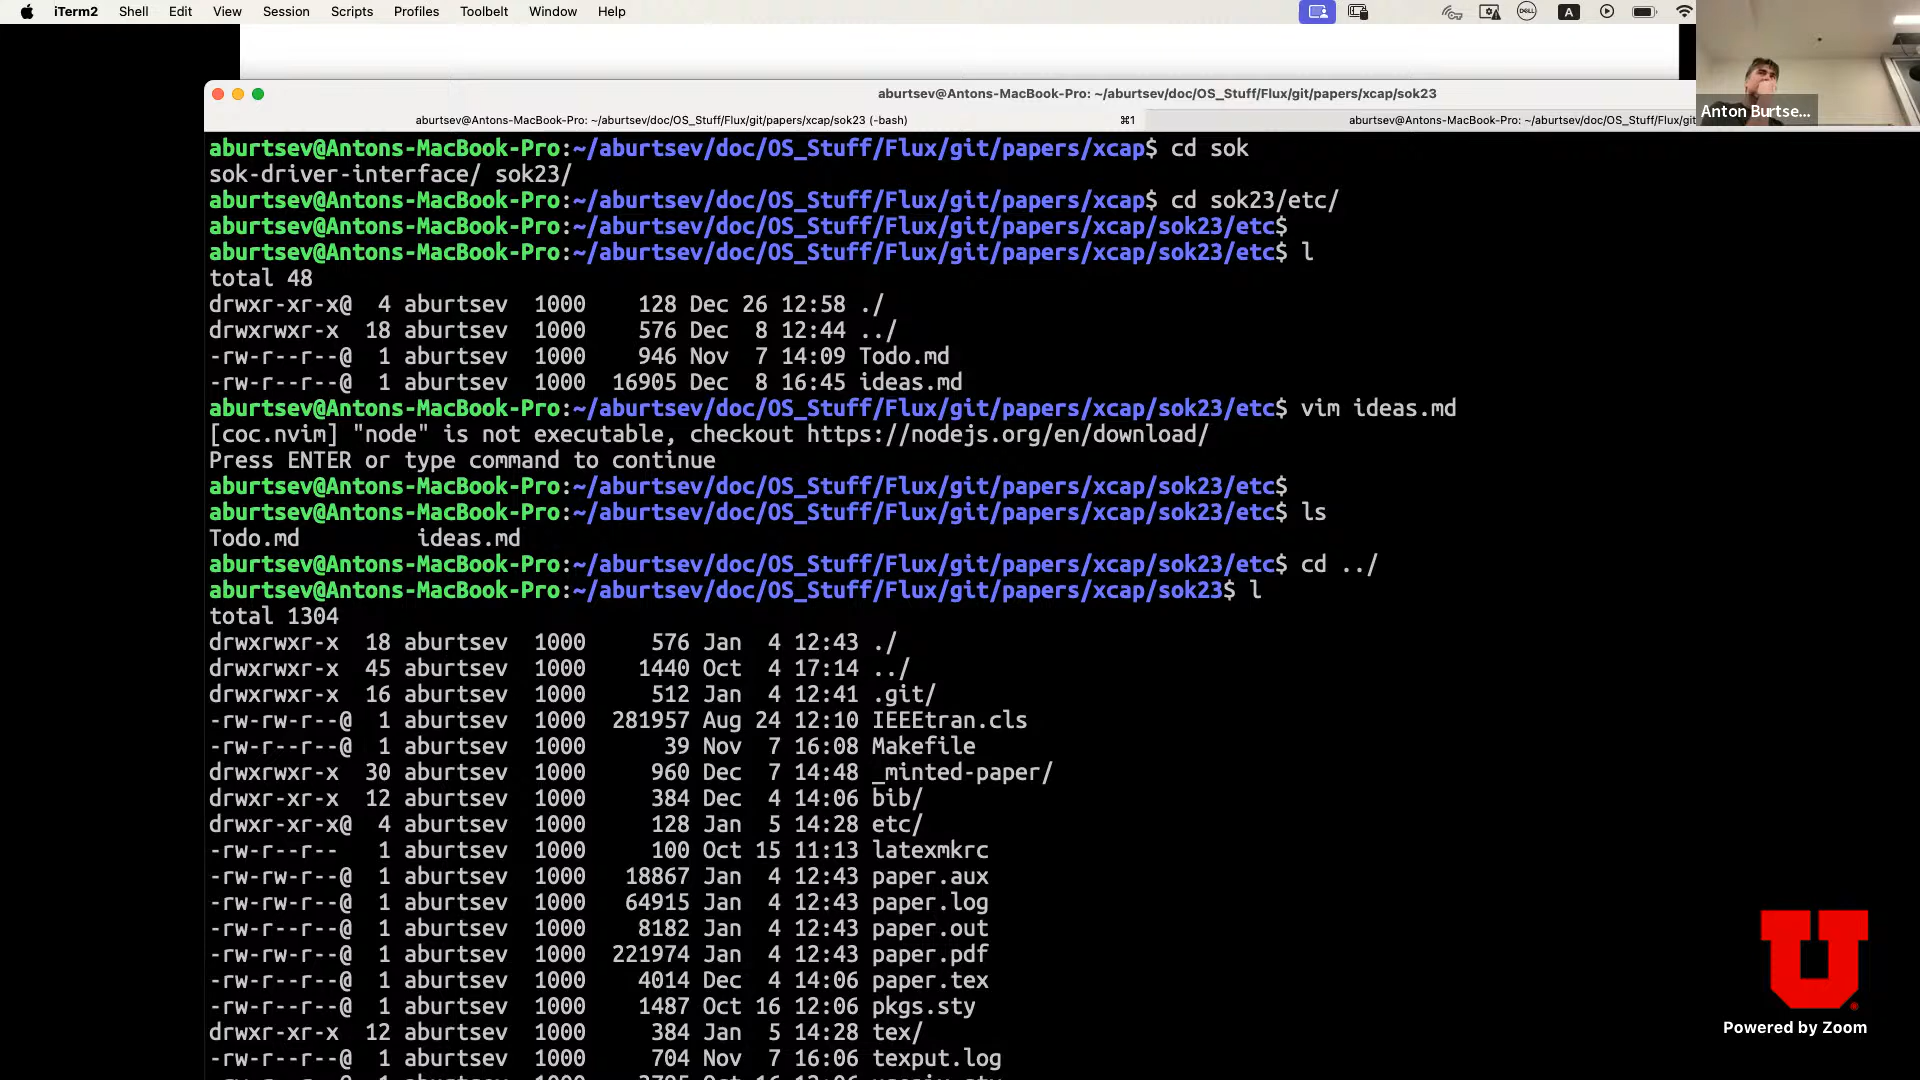 iTerm2 Shell Edit View Session Scripts Profiles Toolbelt Window Help
DELL A
aburtsev@Antons-MacBook-Pro: ~/aburtsev/doc/OS_Stuff/Flux/git/papers/xcap/sok23
aburtsev@Antons-MacBook-Pro: ~/aburtsev/doc/OS_Stuff/Flux/git/papers/xcap/sok23 (-bash) ⌘1 aburtsev@Antons-MacBook-Pro: ~/aburtsev/doc/OS_Stuff/Flux/git
Anton Burtse...
aburtsev@Antons-MacBook-Pro:~/aburtsev/doc/OS_Stuff/Flux/git/papers/xcap$ cd sok
sok-driver-interface/ sok23/
aburtsev@Antons-MacBook-Pro:~/aburtsev/doc/OS_Stuff/Flux/git/papers/xcap$ cd sok23/etc/
aburtsev@Antons-MacBook-Pro:~/aburtsev/doc/OS_Stuff/Flux/git/papers/xcap/sok23/etc$
aburtsev@Antons-MacBook-Pro:~/aburtsev/doc/OS_Stuff/Flux/git/papers/xcap/sok23/etc$ l
total 48
drwxr-xr-x@ 4 aburtsev 1000 128 Dec 26 12:58 ./
drwxrwxr-x 18 aburtsev 1000 576 Dec 8 12:44 ../
-rw-r--r--@ 1 aburtsev 1000 946 Nov 7 14:09 Todo.md
-rw-r--r--@ 1 aburtsev 1000 16905 Dec 8 16:45 ideas.md
aburtsev@Antons-MacBook-Pro:~/aburtsev/doc/OS_Stuff/Flux/git/papers/xcap/sok23/etc$ vim ideas.md
[coc.nvim] "node" is not executable, checkout https://nodejs.org/en/download/
Press ENTER or type command to continue
aburtsev@Antons-MacBook-Pro:~/aburtsev/doc/OS_Stuff/Flux/git/papers/xcap/sok23/etc$
aburtsev@Antons-MacBook-Pro:~/aburtsev/doc/OS_Stuff/Flux/git/papers/xcap/sok23/etc$ ls
Todo.md ideas.md
aburtsev@Antons-MacBook-Pro:~/aburtsev/doc/OS_Stuff/Flux/git/papers/xcap/sok23/etc$ cd ../
aburtsev@Antons-MacBook-Pro:~/aburtsev/doc/OS_Stuff/Flux/git/papers/xcap/sok23$ l
total 1304
drwxrwxr-x 18 aburtsev 1000 576 Jan 4 12:43 ./
drwxrwxr-x 45 aburtsev 1000 1440 Oct 4 17:14 ../
drwxrwxr-x 16 aburtsev 1000 512 Jan 4 12:41 .git/
-rw-rw-r--@ 1 aburtsev 1000 281957 Aug 24 12:10 IEEEtran.cls
-rw-rw-r--@ 1 aburtsev 1000 39 Nov 7 16:08 Makefile
drwxrwxr-x 30 aburtsev 1000 960 Dec 7 14:48 _minted-paper/
drwxr-xr-x 12 aburtsev 1000 384 Dec 4 14:06 bib/
drwxr-xr-x@ 4 aburtsev 1000 128 Jan 5 14:28 etc/
-rw-r--r-- 1 aburtsev 1000 100 Oct 15 11:13 latexmkrc
-rw-rw-r--@ 1 aburtsev 1000 18867 Jan 4 12:43 paper.aux
-rw-rw-r--@ 1 aburtsev 1000 64915 Jan 4 12:43 paper.log
-rw-r--r--@ 1 aburtsev 1000 8182 Jan 4 12:43 paper.out
-rw-rw-r--@ 1 aburtsev 1000 221974 Jan 4 12:43 paper.pdf
-rw-r--r--@ 1 aburtsev 1000 4014 Dec 4 14:06 paper.tex
-rw-r--r--@ 1 aburtsev 1000 1487 Oct 16 12:06 pkgs.sty
drwxr-xr-x 12 aburtsev 1000 384 Jan 5 14:28 tex/
-rw-r--r--@ 1 aburtsev 1000 704 Nov 7 16:06 texput.log
U
Powered by Zoom